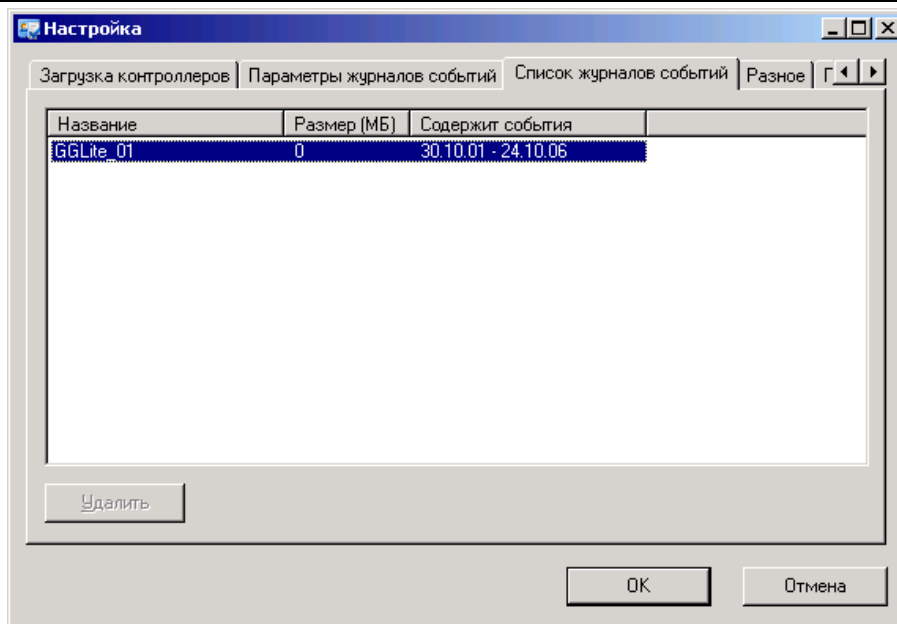 Настройка
Загрузка контроллеров Параметры журналов событий Список журналов событий Разное
Название Размер (МБ) Содержит события
GGLite_01 0 30.10.01 - 24.10.06
Удалить
OK Отмена